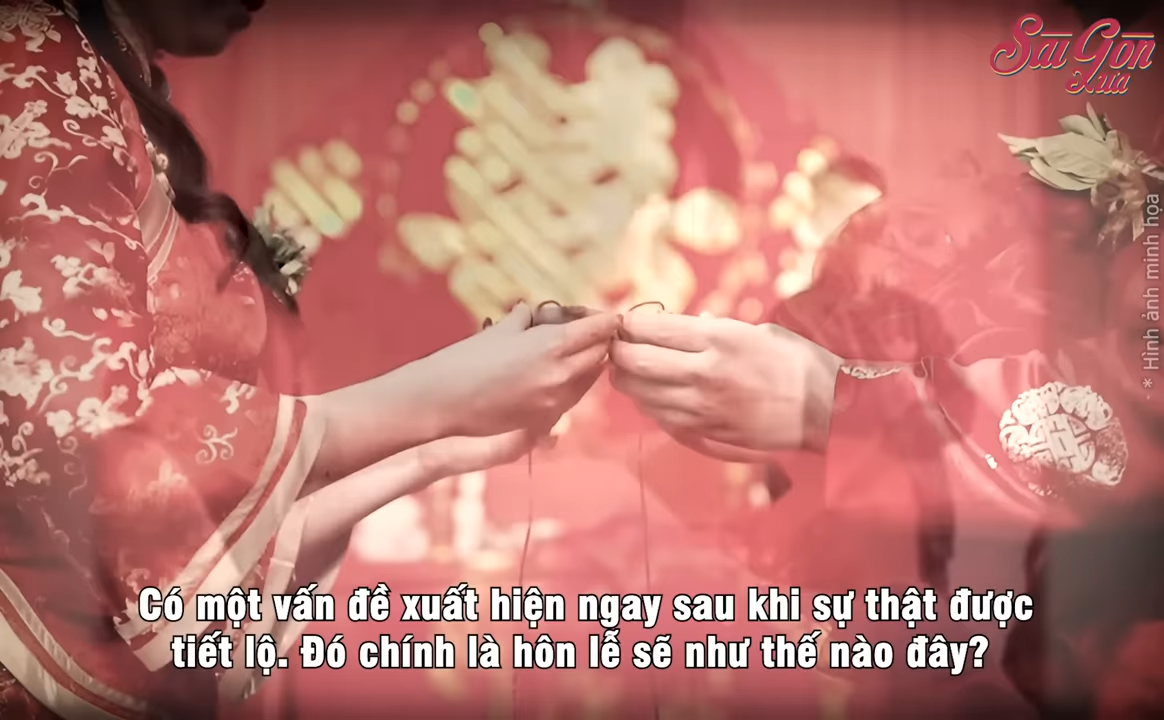 Sài Gòn
Xưa
* Hình ảnh minh họa
Có một vấn đề xuất hiện ngay sau khi sự thật được
tiết lộ. Đó chính là hôn lễ sẽ như thế nào đây?